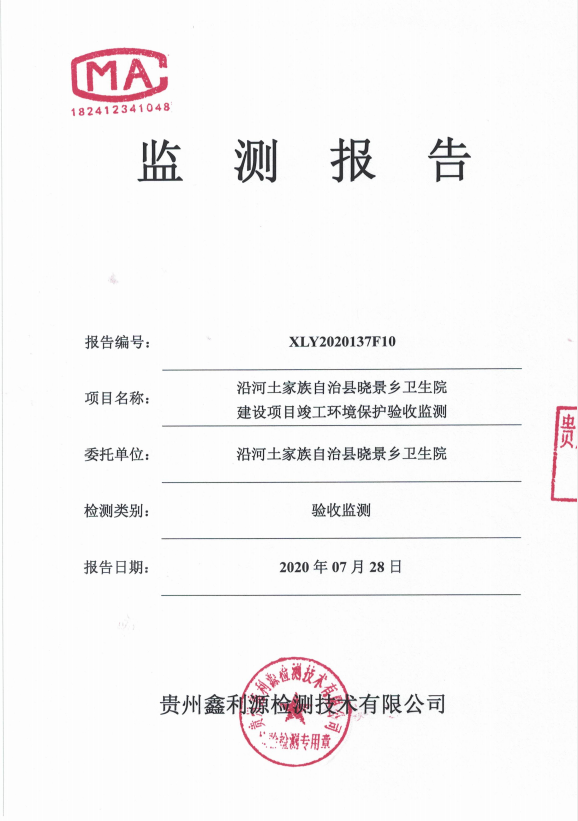 MA
182412341048
监测报告
报告编号： XLY2020137F10
项目名称： 沿河土家族自治县晓景乡卫生院
建设项目竣工环境保护验收监测
委托单位： 沿河土家族自治县晓景乡卫生院
检测类别： 验收监测
报告日期： 2020 年 07 月 28 日
贵
贵州鑫利源检测技术有限公司
检测专用章